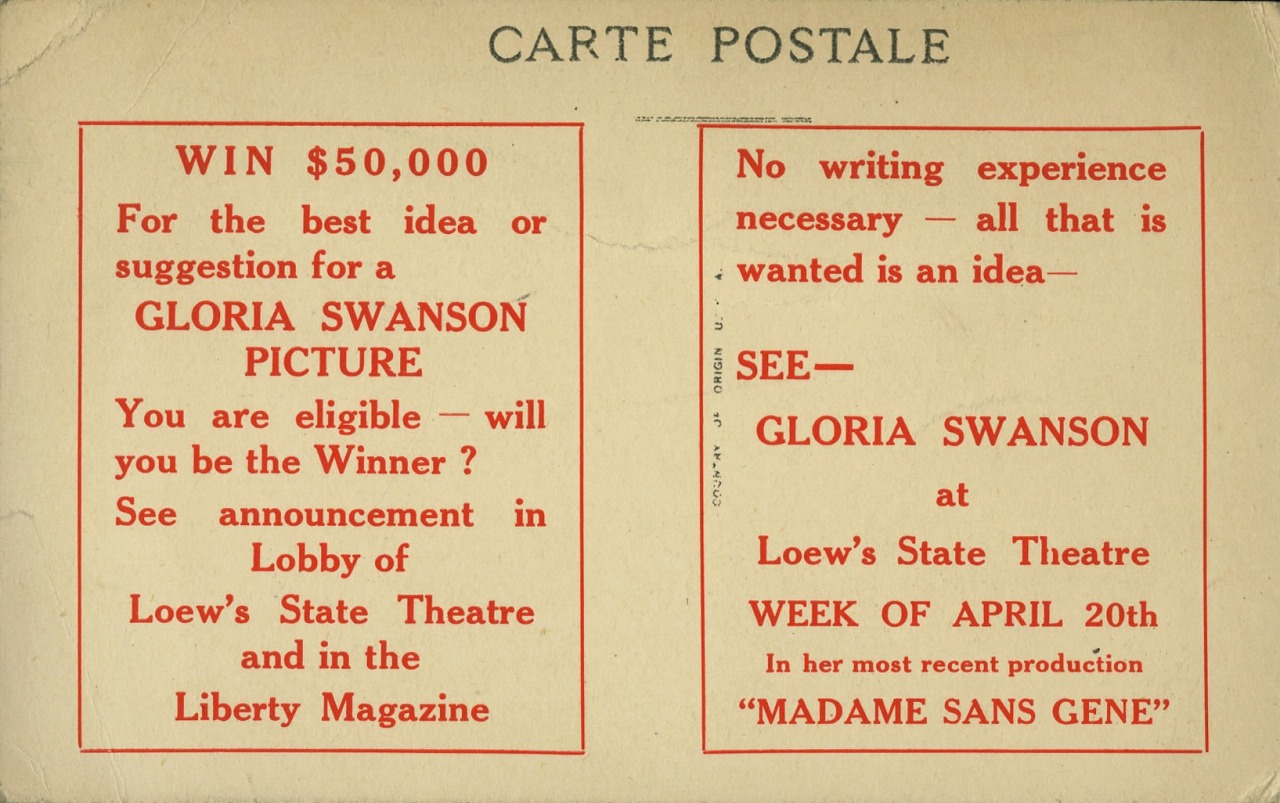 CARTE POSTALE
WIN $50,000
For the best idea or
suggestion for a
GLORIA SWANSON
PICTURE
You are eligible — will
you be the Winner ?
See announcement in
Lobby of
Loew's State Theatre
and in the
Liberty Magazine
COUNTRY OF ORIGIN U.
No writing experience
necessary — all that is
wanted is an idea—
SEE—
GLORIA SWANSON
at
Loew's State Theatre
WEEK OF APRIL 20th
In her most recent production
"MADAME SANS GENE"